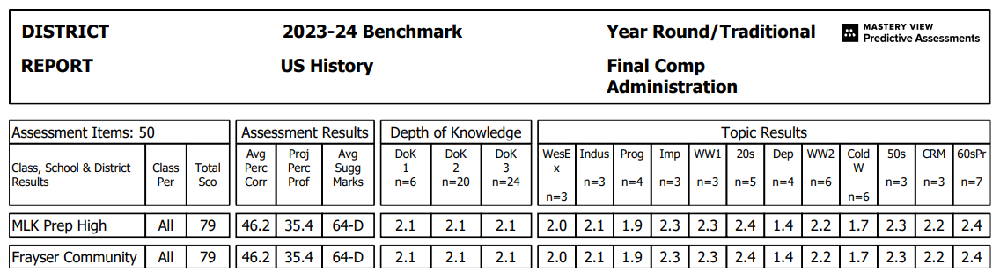 DISTRICT 2023-24 Benchmark Year Round/Traditional MASTERY VIEW
Predictive Assessments
REPORT US History Final Comp
Administration
Assessment Items: 50 Assessment Results Depth of Knowledge Topic Results
Class, School & District Results Class Per Total Sco Avg Perc Corr Proj Perc Prof Avg Sugg Marks DoK 1 n=6 DoK 2 n=20 DoK 3 n=24 WesE x n=3 Indus n=3 Prog n=4 Imp n=3 WW1 n=3 20s n=5 Dep n=4 WW2 n=6 Cold W n=6 50s n=3 CRM n=3 60sPr n=7
MLK Prep High All 79 46.2 35.4 64-D 2.1 2.1 2.1 2.0 2.1 1.9 2.3 2.3 2.4 1.4 2.2 1.7 2.3 2.2 2.4
Frayser Community All 79 46.2 35.4 64-D 2.1 2.1 2.1 2.0 2.1 1.9 2.3 2.3 2.4 1.4 2.2 1.7 2.3 2.2 2.4